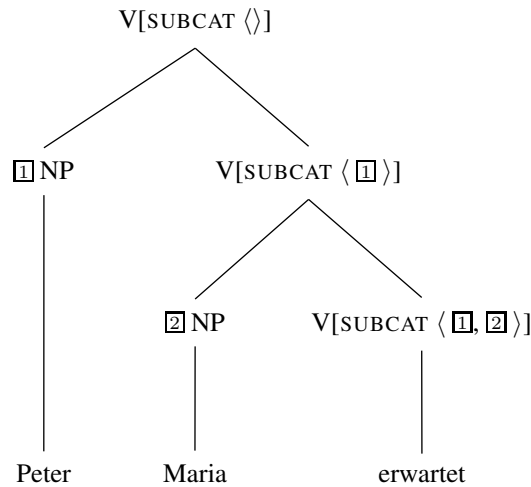 V[SUBCAT ⟨⟩]
1 NP V[SUBCAT ⟨ 1 ⟩]
2 NP V[SUBCAT ⟨ 1, 2 ⟩]
Peter Maria erwartet